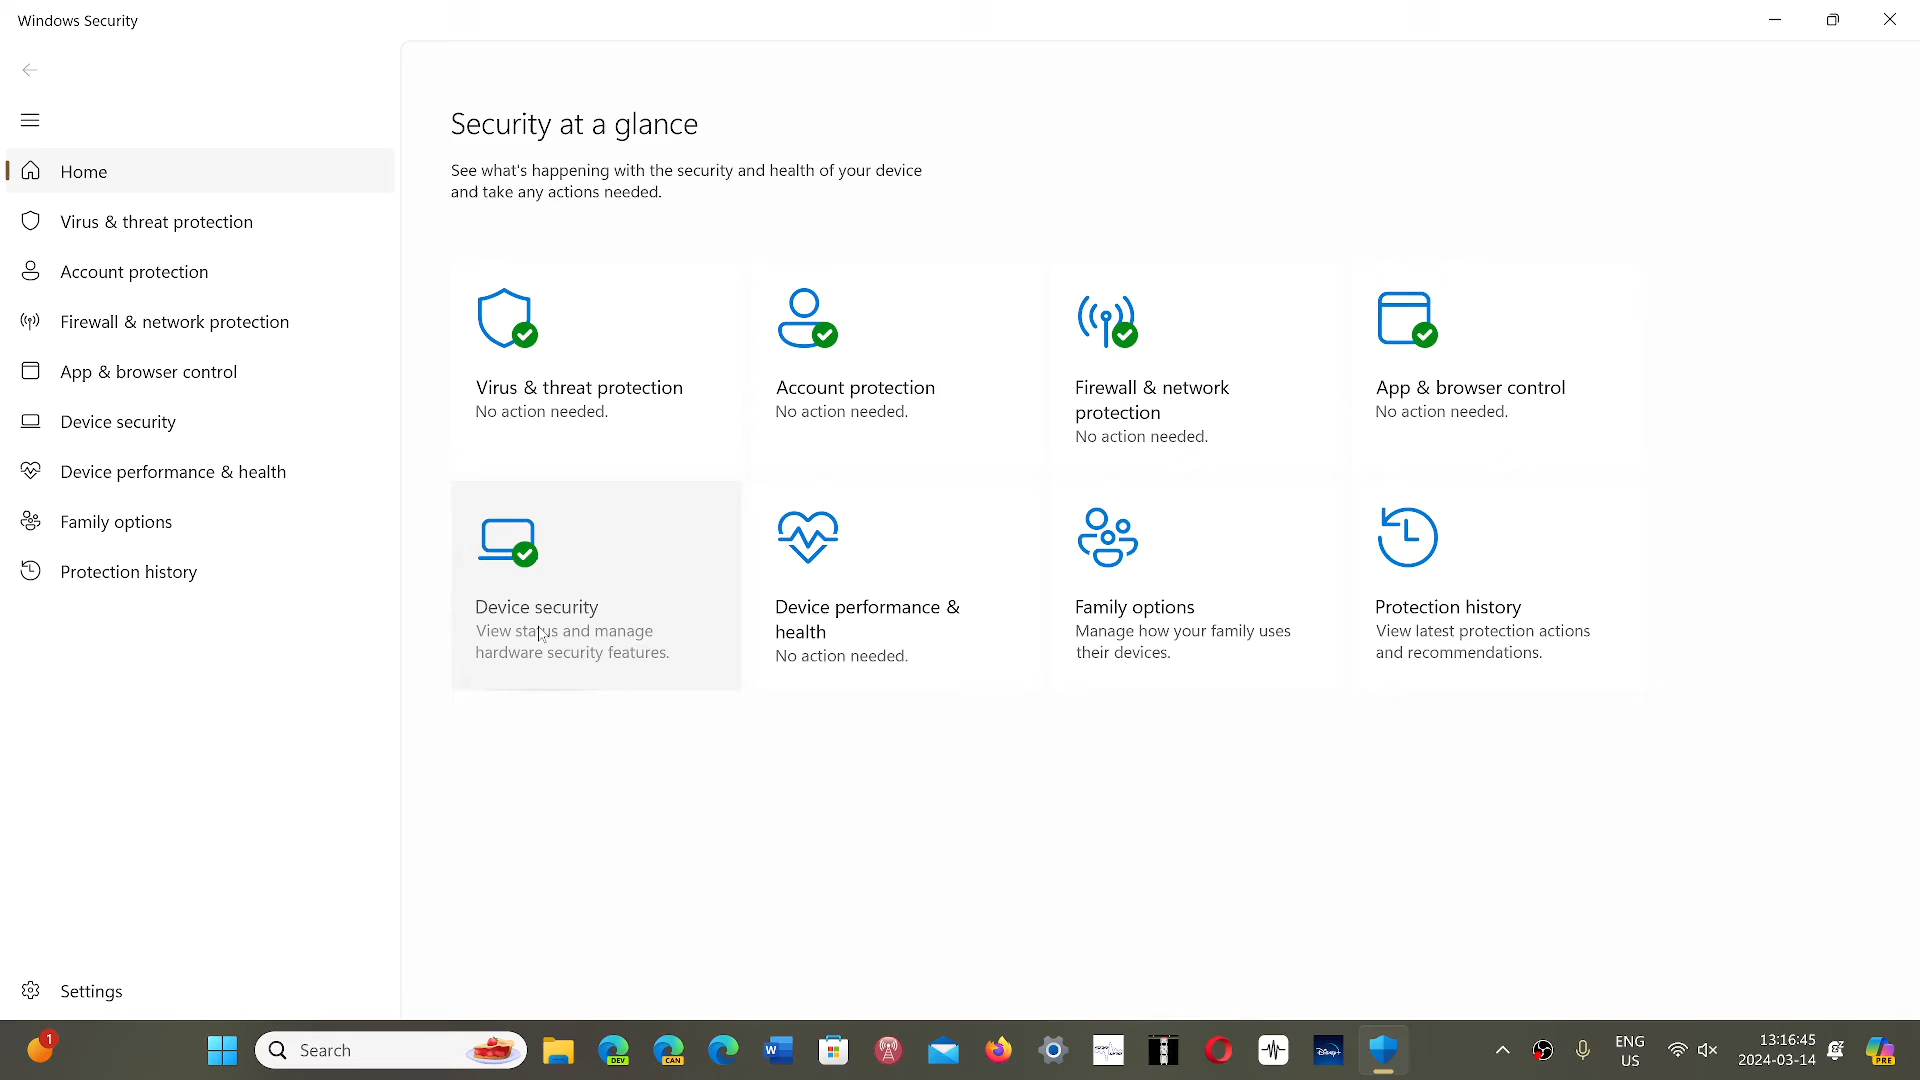 Windows Security
Home
Virus & threat protection
Account protection
Firewall & network protection
App & browser control
Device security
Device performance & health
Family options
Protection history
Settings
Security at a glance
See what's happening with the security and health of your device
and take any actions needed.
Virus & threat protection
No action needed.
Account protection
No action needed.
Firewall & network
protection
No action needed.
App & browser control
No action needed.
Device security
View status and manage
hardware security features.
Device performance &
health
No action needed.
Family options
Manage how your family uses
their devices.
Protection history
View latest protection actions
and recommendations.
1
Search
DEV
CAN
W
Disney+
ENG
US
13:16:45
2024-03-14
PRE